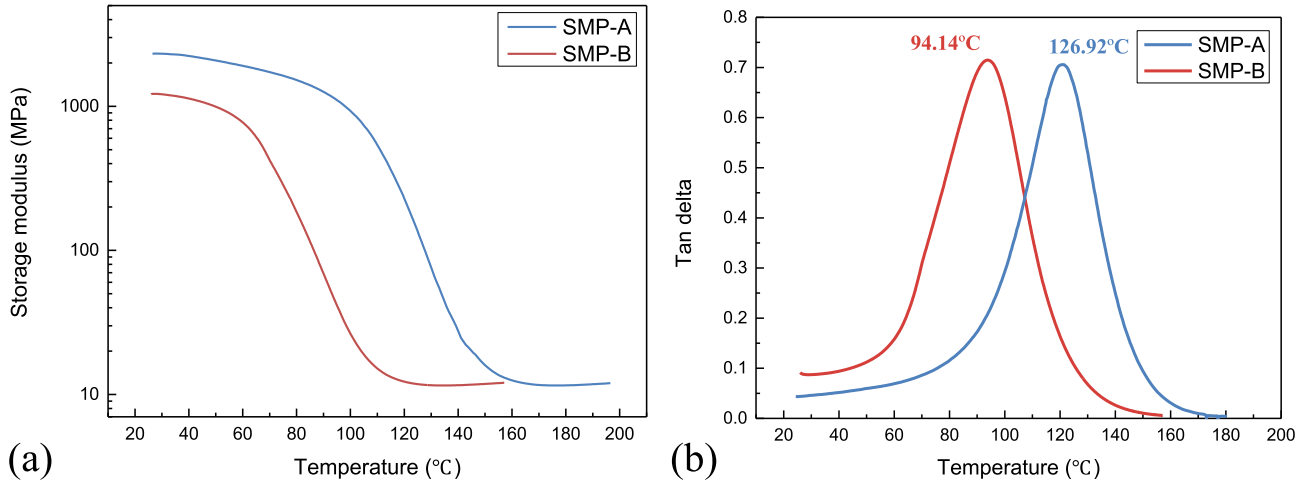 SMP-A
SMP-B
1000
100
10
Storage modulus (MPa)
20 40 60 80 100 120 140 160 180 200
Temperature (℃)
(a)
94.14ºC
126.92ºC
SMP-A
SMP-B
0.8
0.7
0.6
0.5
0.4
0.3
0.2
0.1
0.0
Tan delta
20 40 60 80 100 120 140 160 180 200
Temperature (℃)
(b)